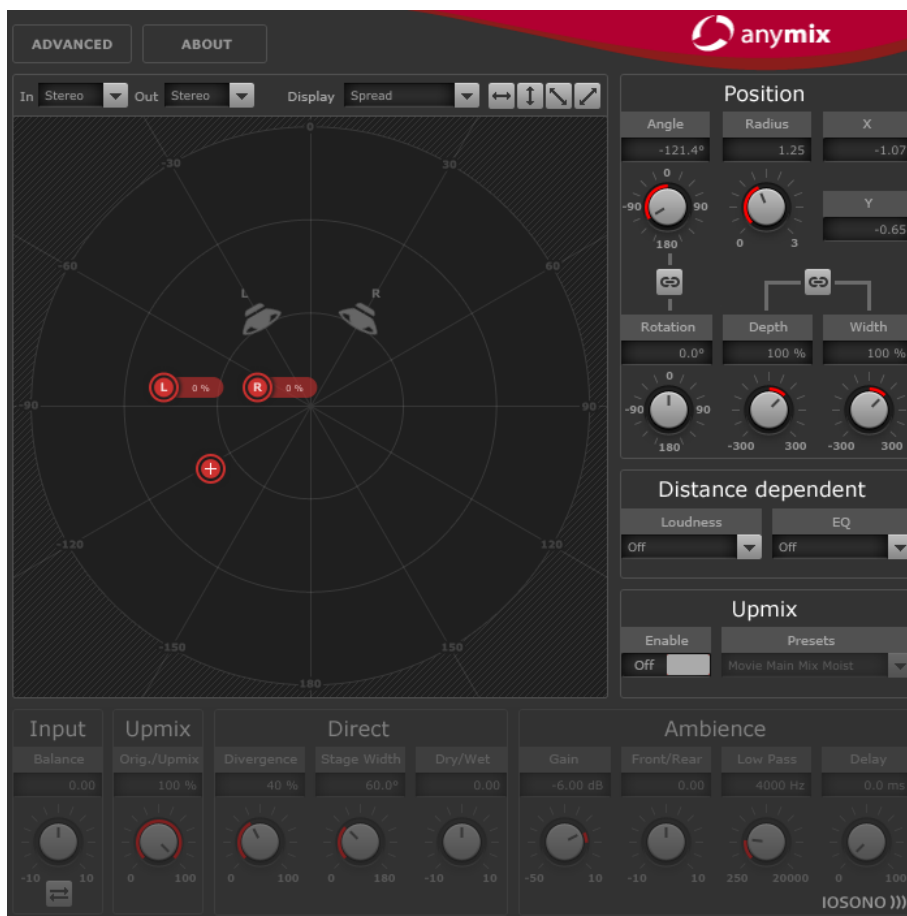 ADVANCED ABOUT anymix
In Stereo Out Stereo Display Spread
0
-30 30
-60 60
L R
L 0 % R 0 %
-90 90
-120 120
-150 150
180
Position
Angle Radius X
-121.4° 1.25 -1.07
0
-90 90 Y
-0.65
180 0 3
Rotation Depth Width
0.0° 100 % 100 %
0
-90 90
180 -300 300 -300 300
Distance dependent
Loudness EQ
Off Off
Upmix
Enable Presets
Off Movie Main Mix Moist
Input Upmix Direct Ambience
Balance Orig./Upmix Divergence Stage Width Dry/Wet Gain Front/Rear Low Pass Delay
0.00 100 % 40 % 60.0° 0.00 -6.00 dB 0.00 4000 Hz 0.0 ms
-10 10 0 100 0 100 0 180 -10 10 -50 10 -10 10 250 20000 0 100
IOSONO )))